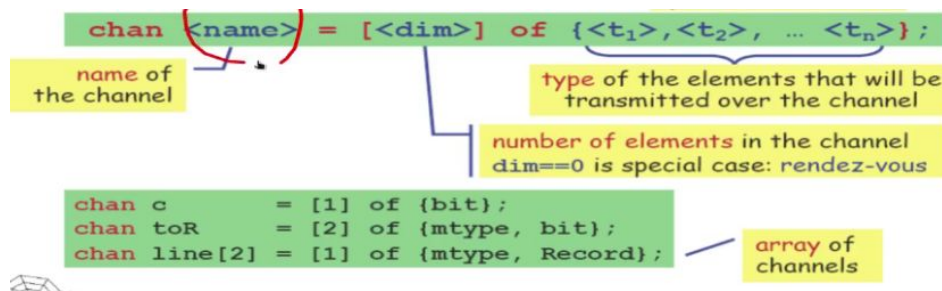 chan <name> = [<dim>] of {<t₁>,<t₂>, … <tₙ>};
name of
the channel
type of the elements that will be
transmitted over the channel
number of elements in the channel
dim==0 is special case: rendez-vous
chan c = [1] of {bit};
chan toR = [2] of {mtype, bit};
chan line[2] = [1] of {mtype, Record};
array of
channels